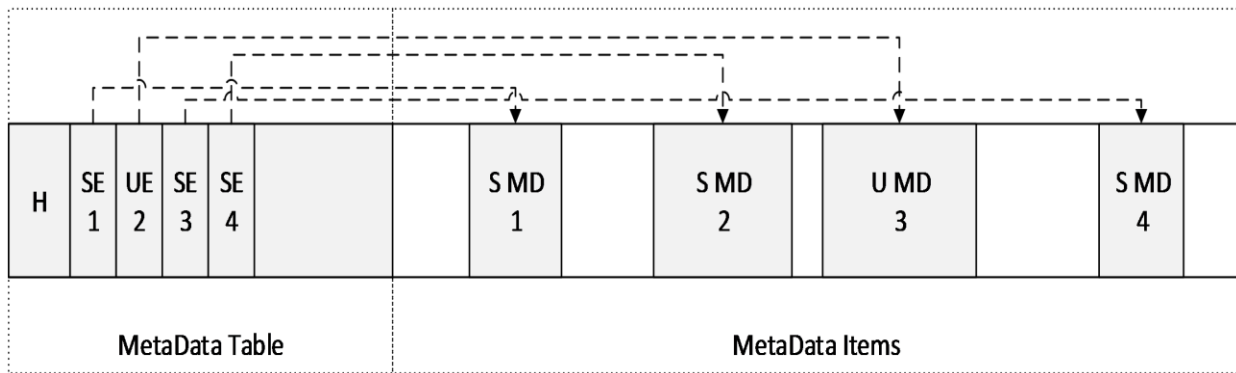 H
SE
1
UE
2
SE
3
SE
4
S MD
1
S MD
2
U MD
3
S MD
4
MetaData Table
MetaData Items